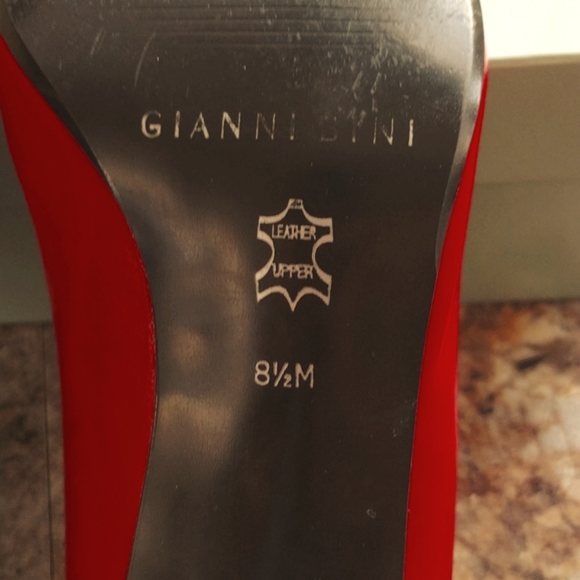 GIANNI BINI
LEATHER
UPPER
8½M